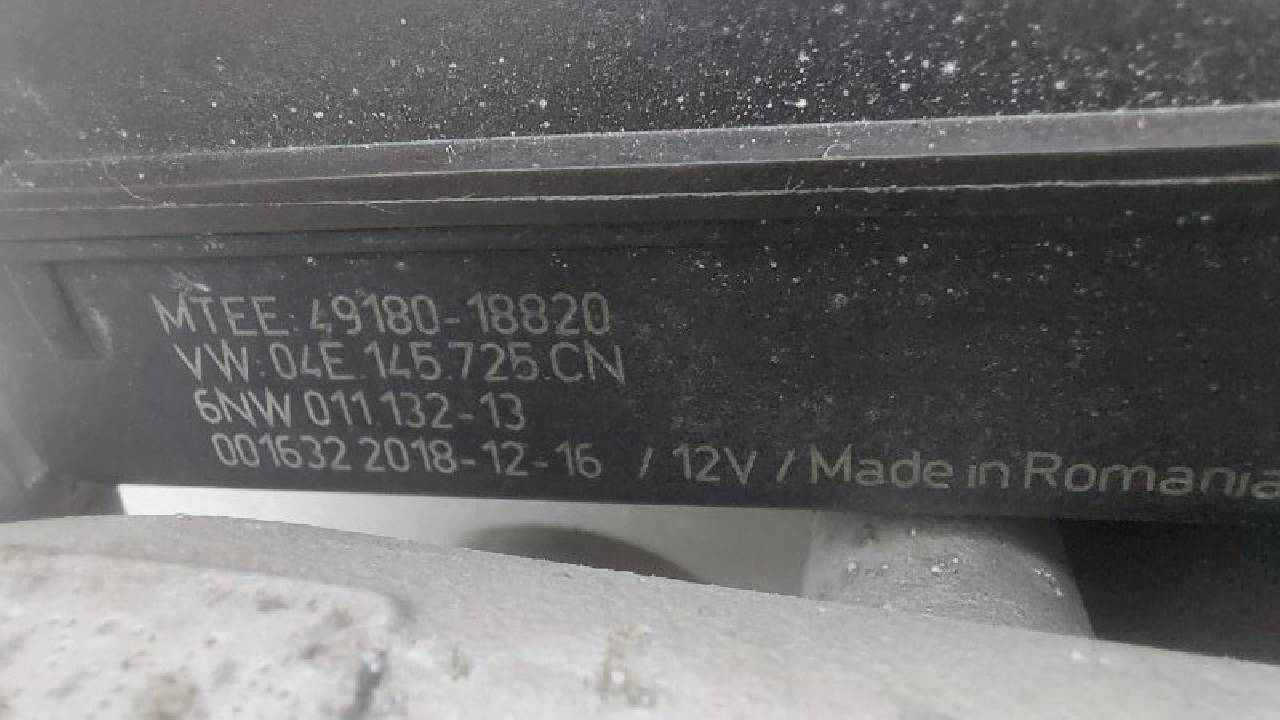 MTEE: 49180-18820
VW: 04E.145.725.CN
6NW 011.132-13
001632 2018-12-16 / 12V / Made in Romania